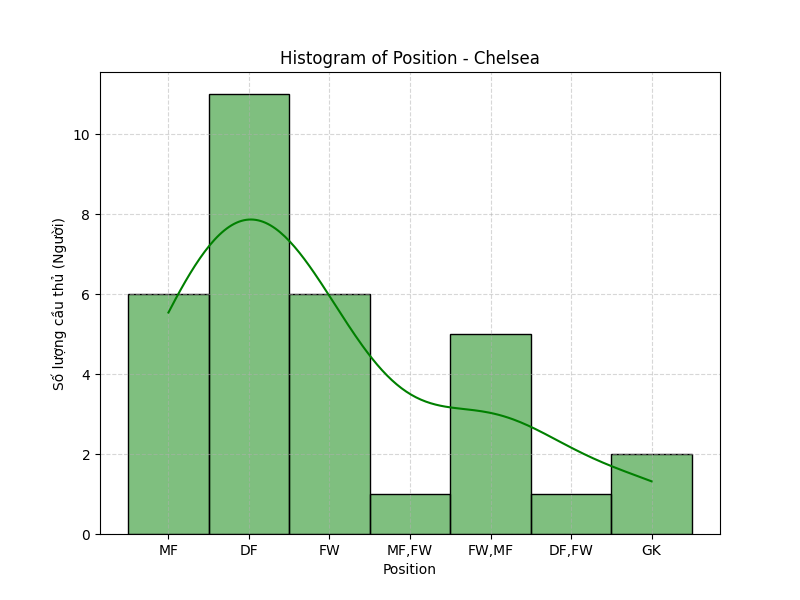 Histogram of Position - Chelsea
Số lượng cầu thủ (Người)
10
8
6
4
2
0
MF DF FW MF,FW FW,MF DF,FW GK
Position